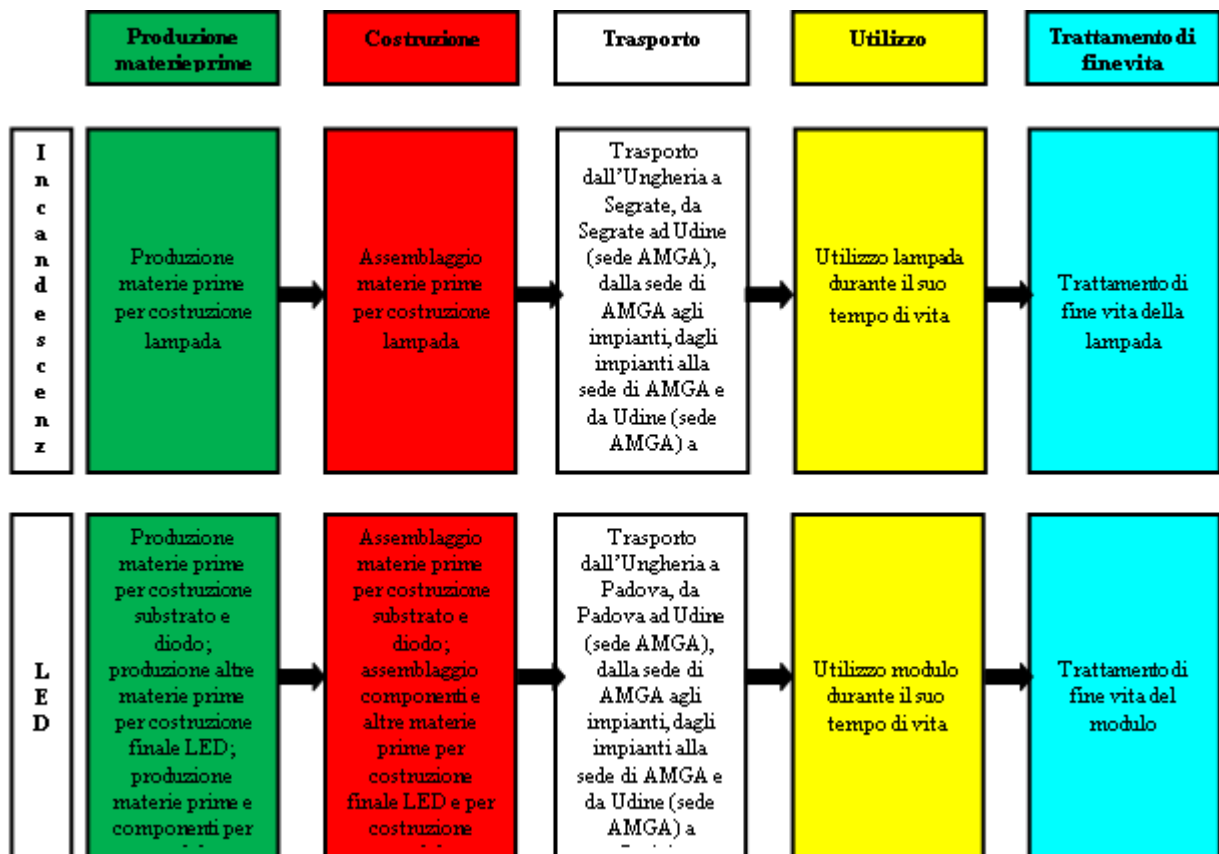 Produzione
materie prime
Costruzione
Trasporto
Utilizzo
Trattamento di
fine vita
I
n
c
a
n
d
e
s
c
e
n
z
Produzione
materie prime
per costruzione
lampada
Assemblaggio
materie prime
per costruzione
lampada
Trasporto
dall'Ungheria a
Segrate, da
Segrate ad Udine
(sede AMGA),
dalla sede di
AMGA agli
impianti, dagli
impianti alla
sede di AMGA e
da Udine (sede
AMGA) a
Utilizzo lampada
durante il suo
tempo di vita
Trattamento di
fine vita della
lampada
L
E
D
Produzione
materie prime
per costruzione
substrato e
diodo;
produzione altre
materie prime
per costruzione
finale LED;
produzione
materie prime e
componenti per
Assemblaggio
materie prime
per costruzione
substrato e
diodo;
assemblaggio
componenti e
altre materie
prime per
costruzione
finale LED e per
costruzione
Trasporto
dall'Ungheria a
Padova, da
Padova ad Udine
(sede AMGA),
dalla sede di
AMGA agli
impianti, dagli
impianti alla
sede di AMGA e
da Udine (sede
AMGA) a
Utilizzo modulo
durante il suo
tempo di vita
Trattamento di
fine vita del
modulo